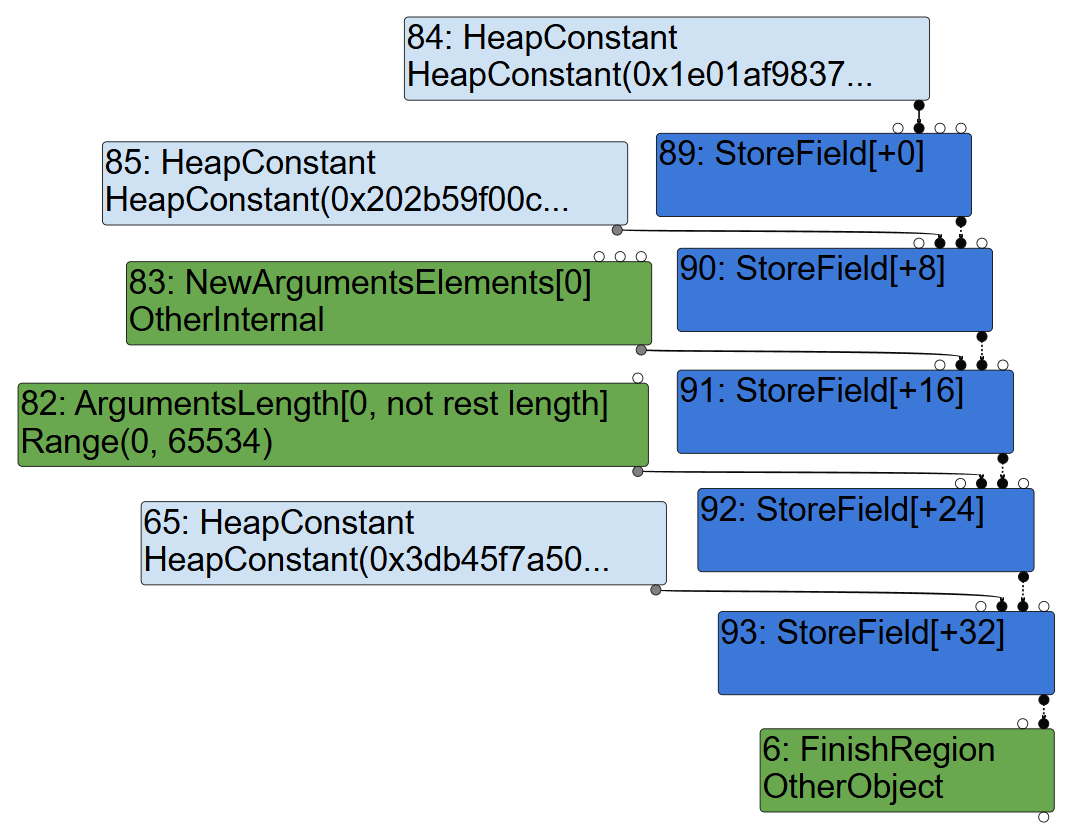 84: HeapConstant
HeapConstant(0x1e01af9837...
89: StoreField[+0]
85: HeapConstant
HeapConstant(0x202b59f00c...
90: StoreField[+8]
83: NewArgumentsElements[0]
OtherInternal
91: StoreField[+16]
82: ArgumentsLength[0, not rest length]
Range(0, 65534)
92: StoreField[+24]
65: HeapConstant
HeapConstant(0x3db45f7a50...
93: StoreField[+32]
6: FinishRegion
OtherObject